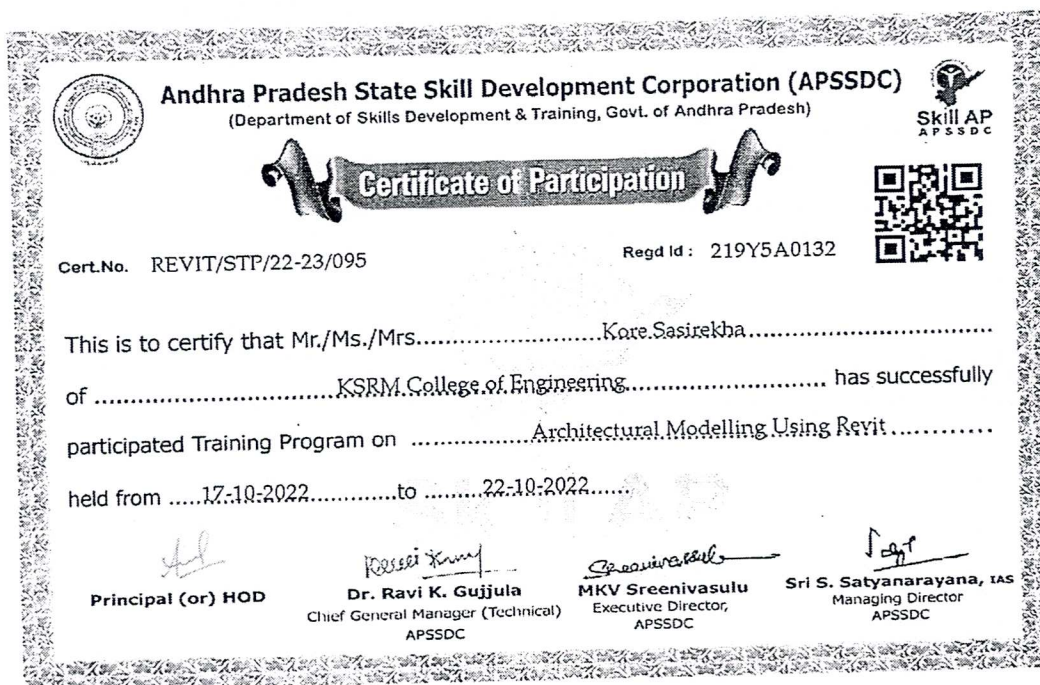 Andhra Pradesh State Skill Development Corporation (APSSDC)
(Department of Skills Development & Training, Govt. of Andhra Pradesh)
Skill AP
APSSDC
Certificate of Participation
Cert.No. REVIT/STP/22-23/095
Regd Id : 219Y5A0132
This is to certify that Mr./Ms./Mrs......................Kore Sasirekha..................................
of ..................................KSRM College of Engineering............................. has successfully
participated Training Program on .................Architectural Modelling Using Revit............
held from .....17-10-2022............to .........22-10-2022......
Principal (or) HOD
Dr. Ravi K. Gujjula
Chief General Manager (Technical)
APSSDC
MKV Sreenivasulu
Executive Director,
APSSDC
Sri S. Satyanarayana, IAS
Managing Director
APSSDC